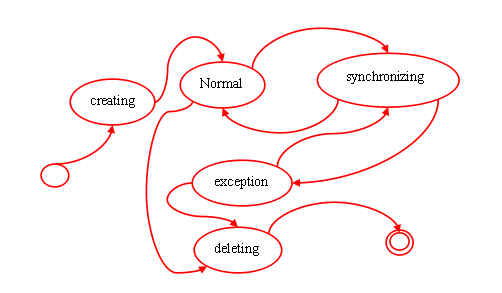 creating
Normal
synchronizing
exception
deleting